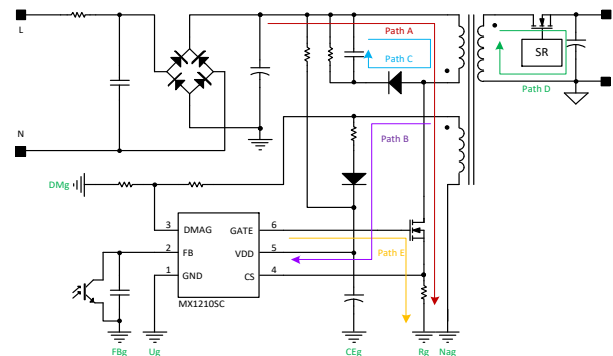 L
Path A
SR
Path C
Path D
N
Path B
DMg
3 DMAG GATE 6
2 FB VDD 5
Path E
1 GND CS 4
MX1210SC
FBg Ug CEg Rg Nag